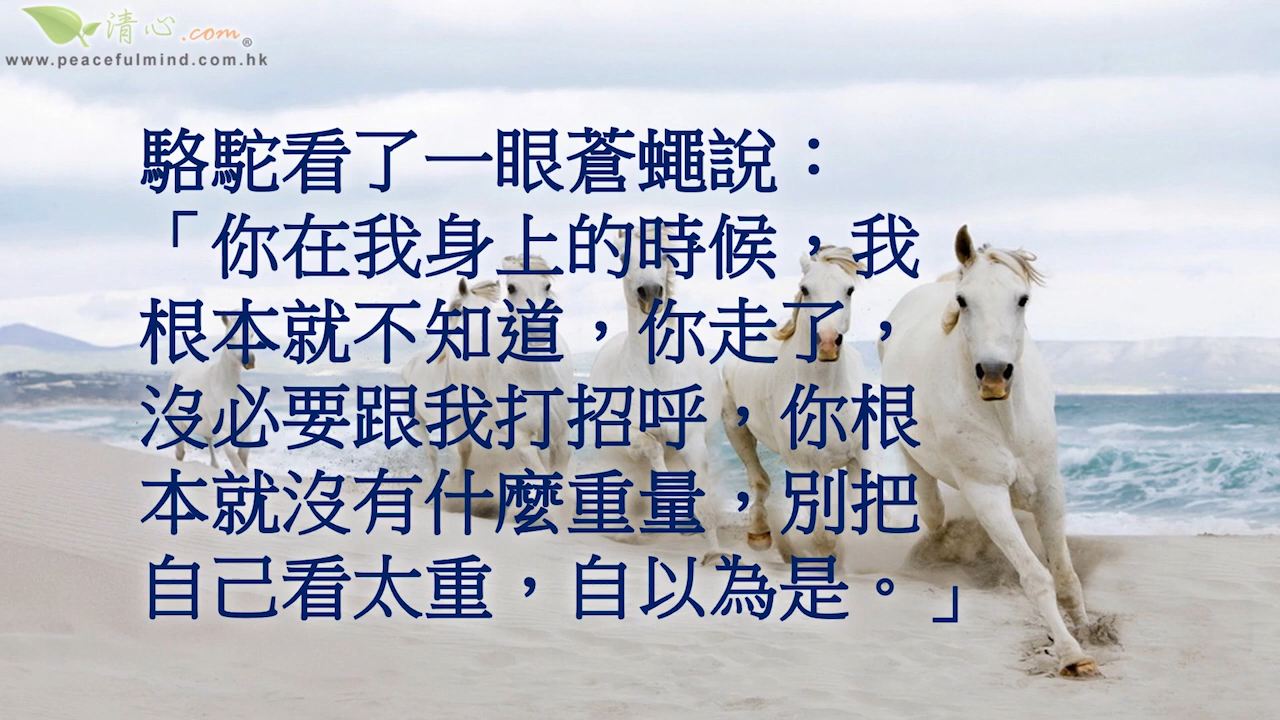 清心.com®
www.peacefulmind.com.hk
駱駝看了一眼蒼蠅說：
「你在我身上的時候，我
根本就不知道，你走了，
沒必要跟我打招呼，你根
本就沒有什麼重量，別把
自己看太重，自以為是。」